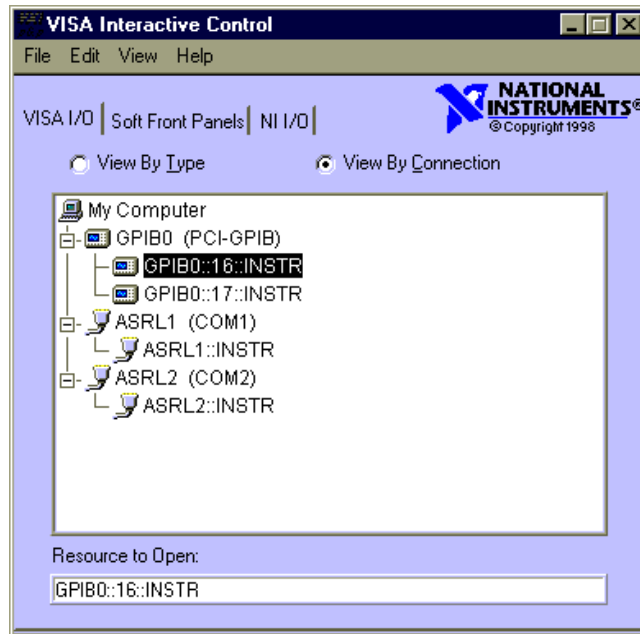 VISA Interactive Control
File Edit View Help
NATIONAL
INSTRUMENTS®
© Copyright 1998
VISA I/O Soft Front Panels NI I/O
View By Type View By Connection
My Computer
GPIB0 (PCI-GPIB)
GPIB0::16::INSTR
GPIB0::17::INSTR
ASRL1 (COM1)
ASRL1::INSTR
ASRL2 (COM2)
ASRL2::INSTR
Resource to Open:
GPIB0::16::INSTR